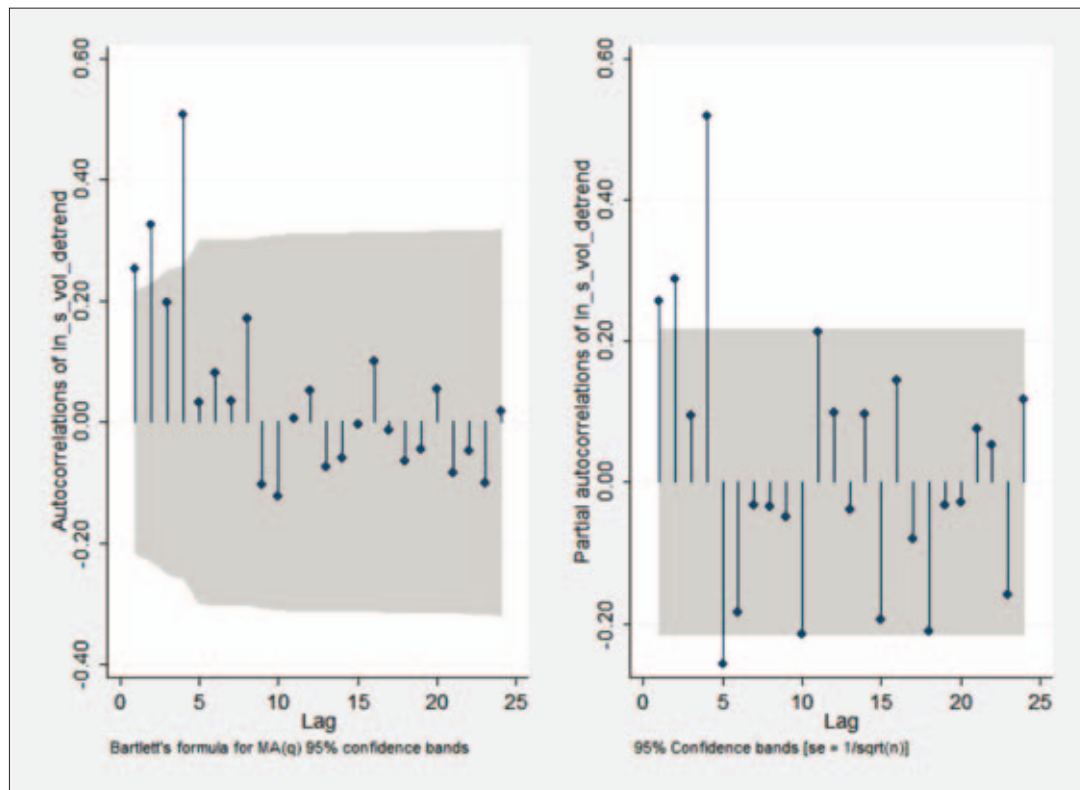 Autocorrelations of ln_s_vol_detrend
0.60
0.40
0.20
0.00
-0.20
-0.40
0 5 10 15 20 25
Lag
Bartlett's formula for MA(q) 95% confidence bands
Partial autocorrelations of ln_s_vol_detrend
0.60
0.40
0.20
0.00
-0.20
0 5 10 15 20 25
Lag
95% Confidence bands [se = 1/sqrt(n)]